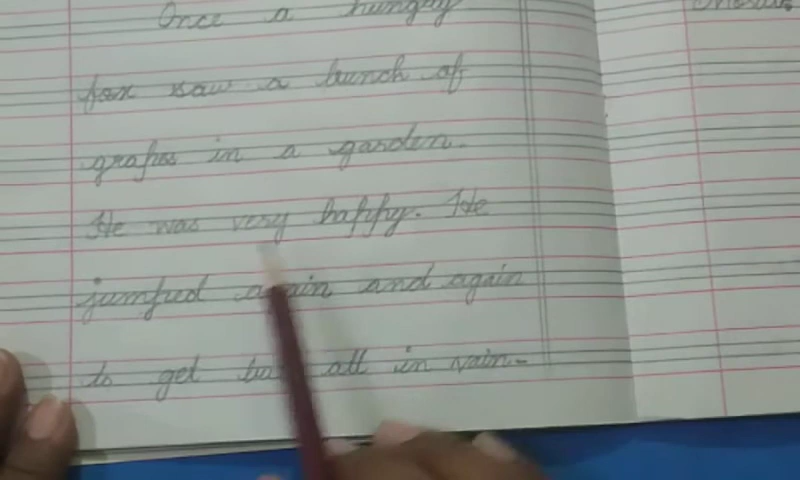 Once a hungry
fox saw a bunch of
grapes in a garden.
He was very happy. He
jumped again and again
to get but all in vain.